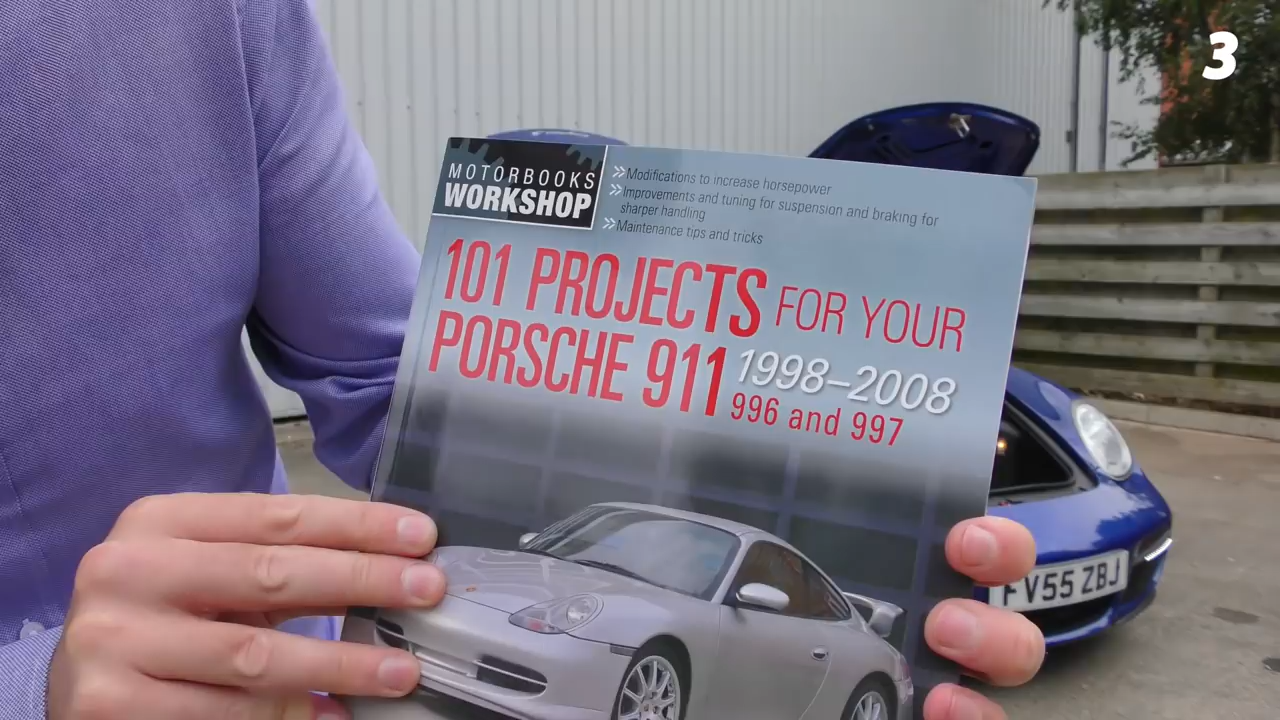 3
MOTORBOOKS
WORKSHOP
»Modifications to increase horsepower
»Improvements and tuning for suspension and braking for
sharper handling
»Maintenance tips and tricks
101 PROJECTS FOR YOUR
PORSCHE 911 1998–2008
996 and 997
FV55 ZBJ